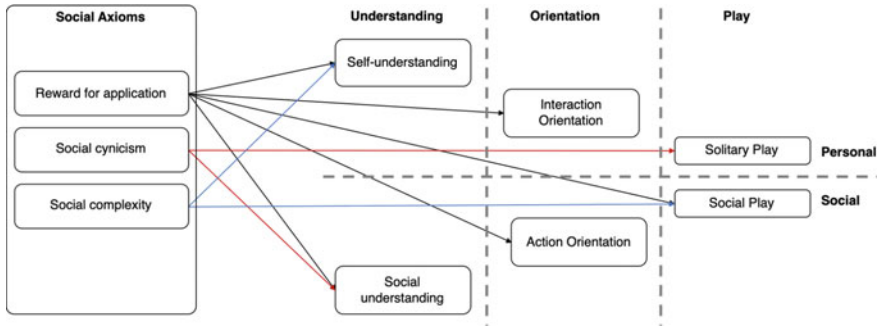 Social Axioms
Understanding
Orientation
Play
Self-understanding
Reward for application
Interaction
Orientation
Social cynicism
Solitary Play
Personal
Social complexity
Social Play
Social
Action Orientation
Social
understanding